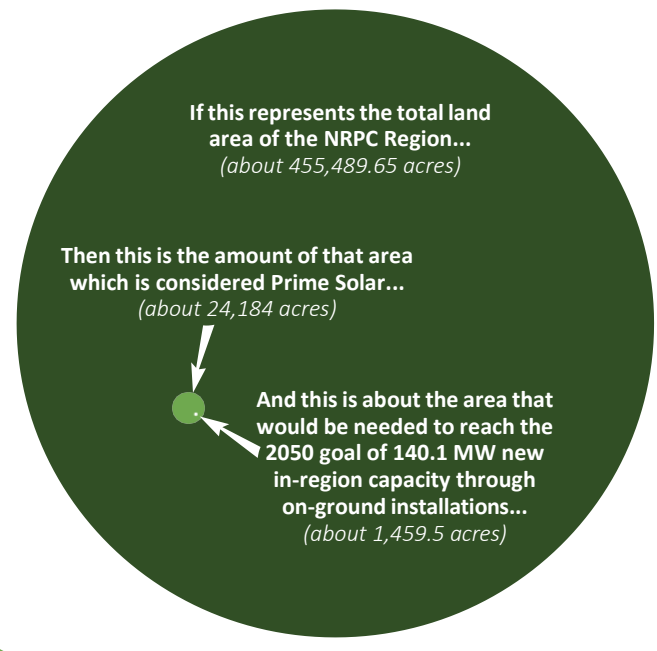 If this represents the total land
area of the NRPC Region...
(about 455,489.65 acres)
Then this is the amount of that area
which is considered Prime Solar...
(about 24,184 acres)
And this is about the area that
would be needed to reach the
2050 goal of 140.1 MW new
in-region capacity through
on-ground installations...
(about 1,459.5 acres)